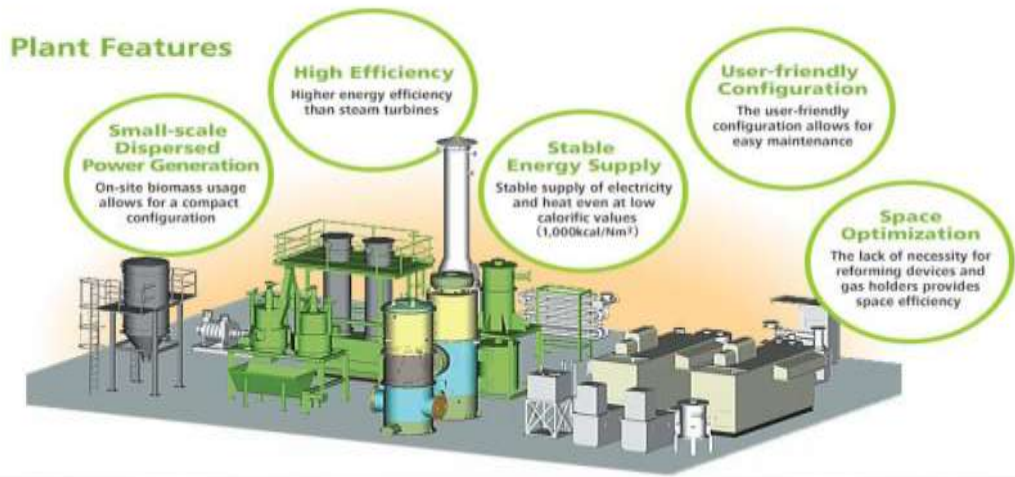 Plant Features
High Efficiency
Higher energy efficiency
than steam turbines
Small-scale
Dispersed
Power Generation
On-site biomass usage
allows for a compact
configuration
Stable
Energy Supply
Stable supply of electricity
and heat even at low
calorific values
(1,000kcal/Nm³)
User-friendly
Configuration
The user-friendly
configuration allows for
easy maintenance
Space
Optimization
The lack of necessity for
reforming devices and
gas holders provides
space efficiency